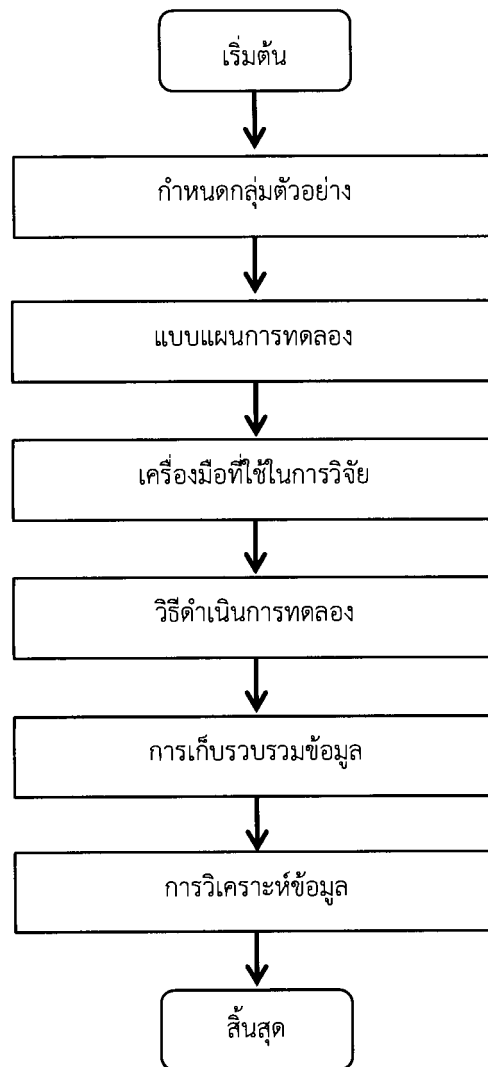 เริ่มต้น
กำหนดกลุ่มตัวอย่าง
แบบแผนการทดลอง
เครื่องมือที่ใช้ในการวิจัย
วิธีดำเนินการทดลอง
การเก็บรวบรวมข้อมูล
การวิเคราะห์ข้อมูล
สิ้นสุด